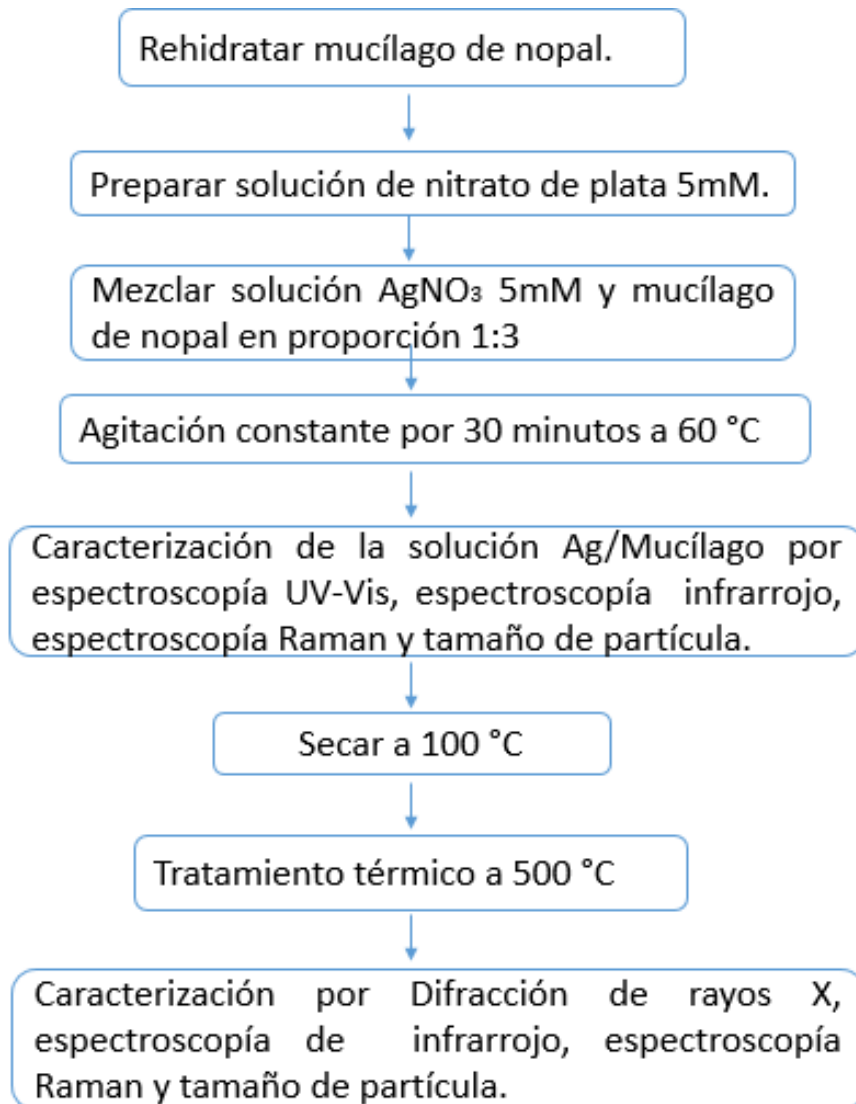 Rehidratar mucílago de nopal.
Preparar solución de nitrato de plata 5mM.
Mezclar solución AgNO₃ 5mM y mucílago
de nopal en proporción 1:3
Agitación constante por 30 minutos a 60 °C
Caracterización de la solución Ag/Mucílago por
espectroscopía UV-Vis, espectroscopía infrarrojo,
espectroscopía Raman y tamaño de partícula.
Secar a 100 °C
Tratamiento térmico a 500 °C
Caracterización por Difracción de rayos X,
espectroscopía de infrarrojo, espectroscopía
Raman y tamaño de partícula.